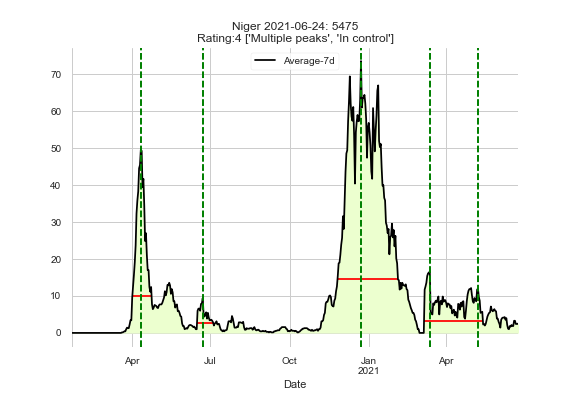 Niger 2021-06-24: 5475
Rating:4 ['Multiple peaks', 'In control']
Average-7d
70
60
50
40
30
20
10
0
Apr
Jul
Oct
Jan
2021
Apr
Date